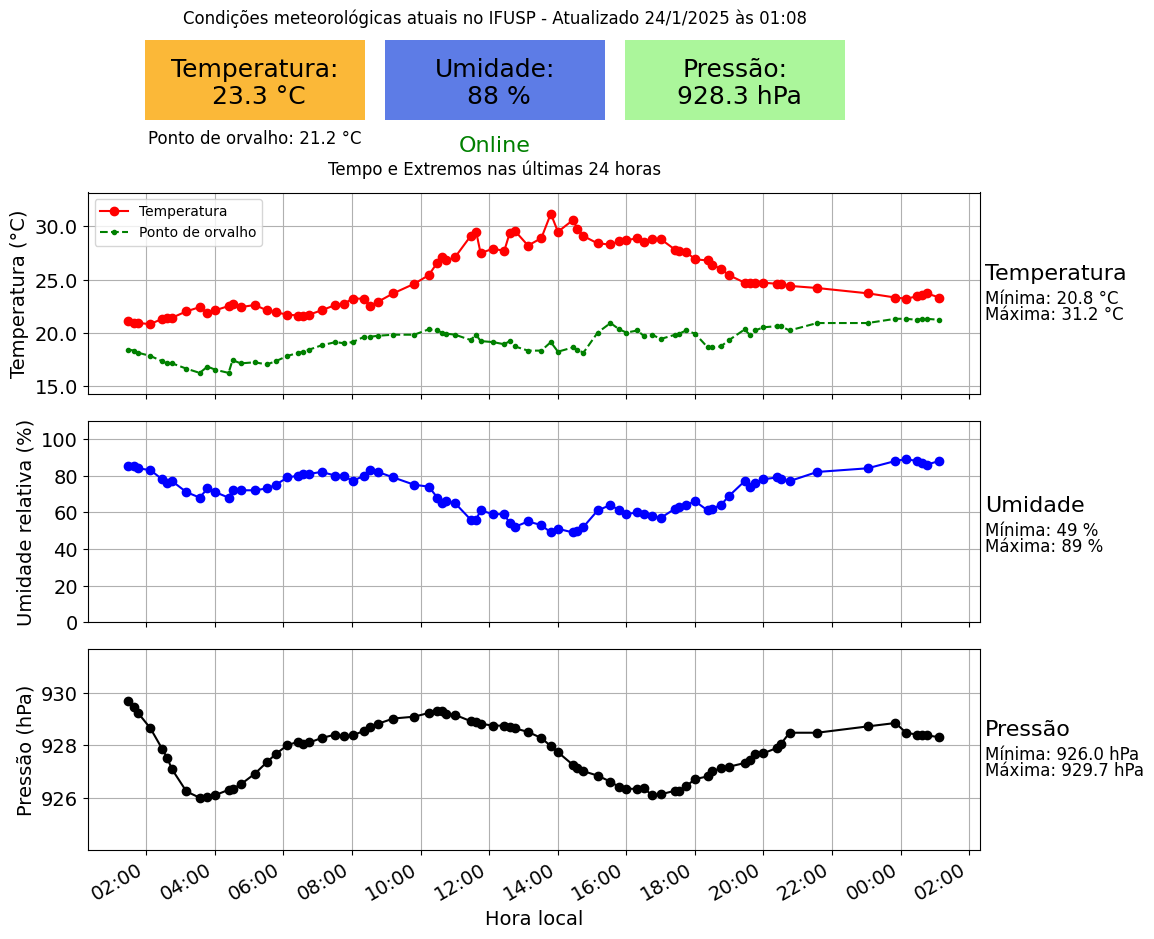 Condições meteorológicas atuais no IFUSP - Atualizado 24/1/2025 às 01:08
Temperatura:
23.3 °C
Umidade:
88 %
Pressão:
928.3 hPa
Ponto de orvalho: 21.2 °C
Online
Tempo e Extremos nas últimas 24 horas
Temperatura (°C)
30.0
25.0
20.0
15.0
Temperatura
Ponto de orvalho
Temperatura
Mínima: 20.8 °C
Máxima: 31.2 °C
Umidade relativa (%)
100
80
60
40
20
0
Umidade
Mínima: 49 %
Máxima: 89 %
Pressão (hPa)
930
928
926
Pressão
Mínima: 926.0 hPa
Máxima: 929.7 hPa
02:00 04:00 06:00 08:00 10:00 12:00 14:00 16:00 18:00 20:00 22:00 00:00 02:00
Hora local